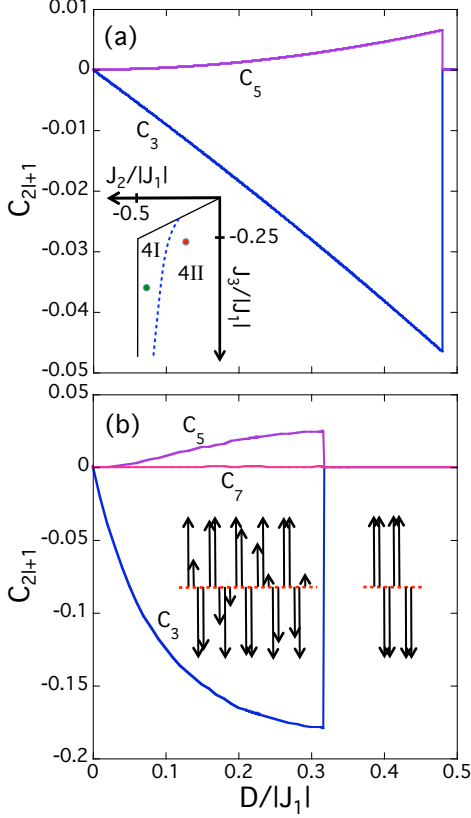 0.01
(a)
0
C₅
-0.01
C₃
C₂ₗ₊₁
-0.02
J₂/|J₁|
-0.5
-0.25
-0.03
4I
4II
J₃/|J₁|
-0.04
-0.05
0.05
(b)
C₅
0
C₇
-0.05
C₂ₗ₊₁
-0.1
C₃
-0.15
-0.2
0 0.1 0.2 0.3 0.4 0.5
D/|J₁|